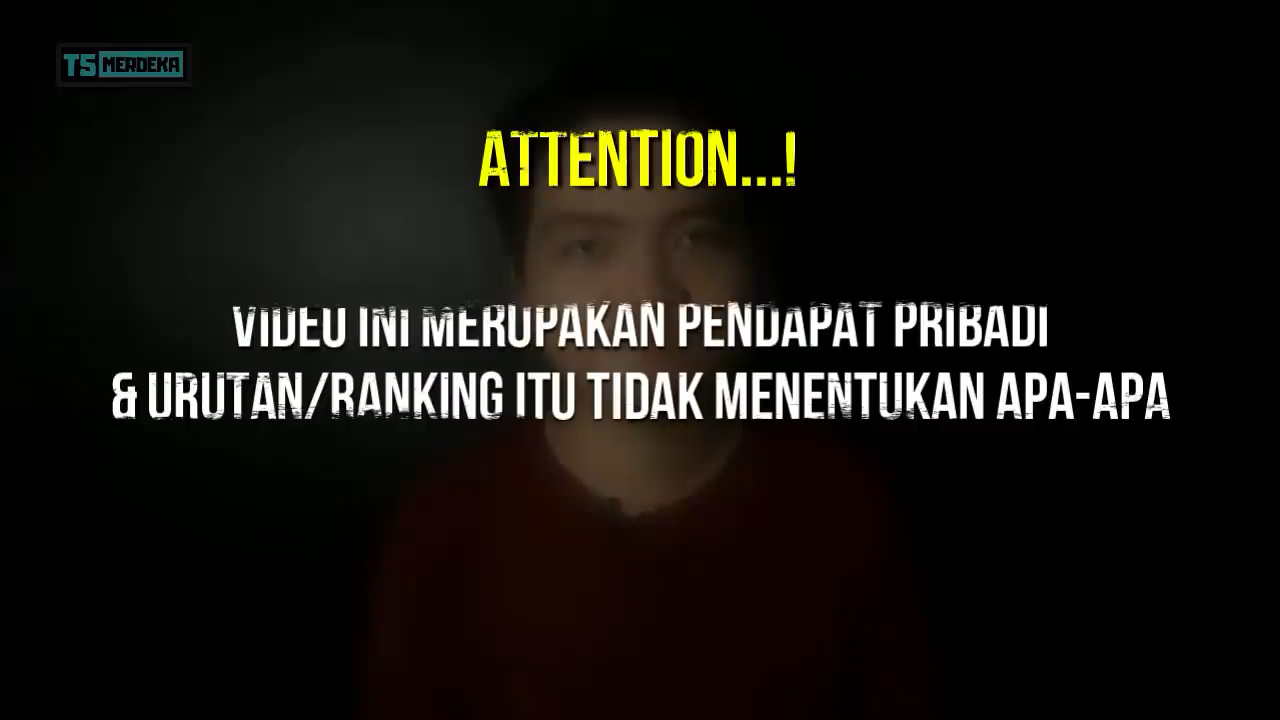 TS MERDEKA
ATTENTION...!
VIDEO INI MERUPAKAN PENDAPAT PRIBADI
& URUTAN/RANKING ITU TIDAK MENENTUKAN APA-APA